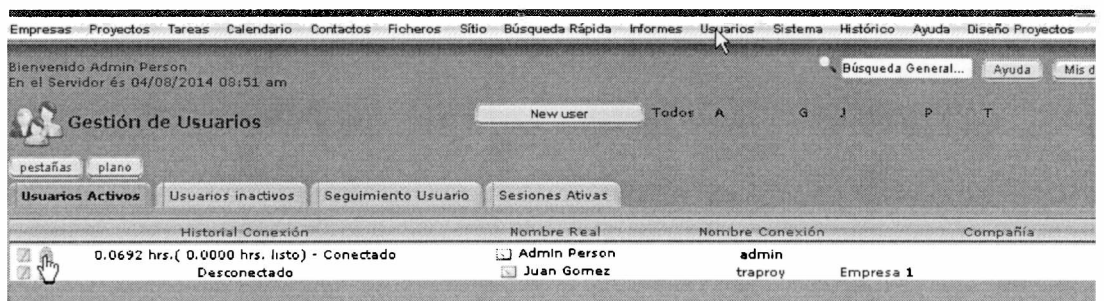 Empresas Proyectos Tareas Calendario Contactos Ficheros Sítio Búsqueda Rápida Informes Usuarios Sistema Histórico Ayuda Diseño Proyectos
Bienvenido Admin Person
En el Servidor és 04/08/2014 08:51 am
Búsqueda General... Ayuda Mis d
Gestión de Usuarios
New user Todos A G J P T
pestañas plano
Usuarios Activos Usuarios inactivos Seguimiento Usuario Sesiones Ativas
Historial Conexión Nombre Real Nombre Conexión Compañía
0.0692 hrs.( 0.0000 hrs. listo) - Conectado Admin Person admin
Desconectado Juan Gomez traproy Empresa 1